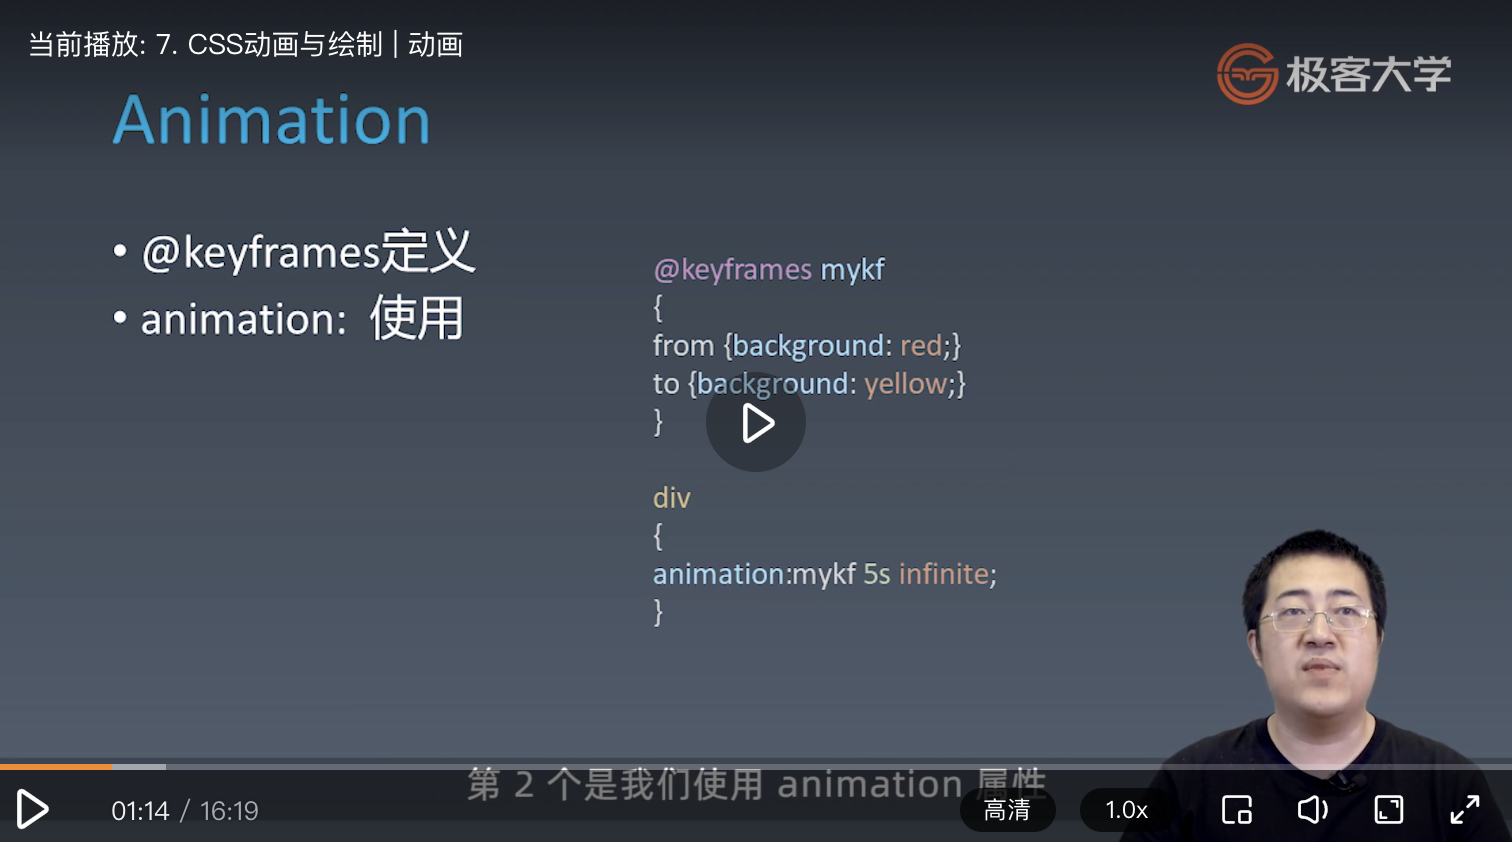 当前播放: 7. CSS动画与绘制 | 动画
极客大学
Animation
• @keyframes定义
• animation: 使用
@keyframes mykf
{
from {background: red;}
to {background: yellow;}
}
div
{
animation:mykf 5s infinite;
}
第 2 个是我们使用 animation 属性
01:14 / 16:19
高清
1.0x